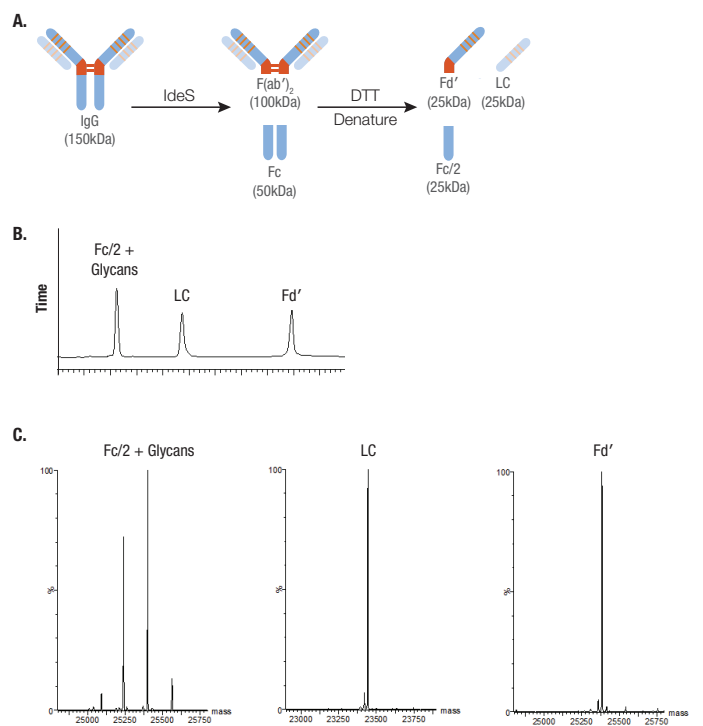 A.
IgG
(150kDa)
IdeS
F(ab′)2
(100kDa)
Fc
(50kDa)
DTT
Denature
Fd′
(25kDa)
LC
(25kDa)
Fc/2
(25kDa)
B.
Time
Fc/2 +
Glycans
LC
Fd′
C.
Fc/2 + Glycans
100
%
0
25000 25250 25500 25750
mass
LC
100
%
0
23000 23250 23500 23750
mass
Fd′
100
%
0
25000 25250 25500 25750
mass